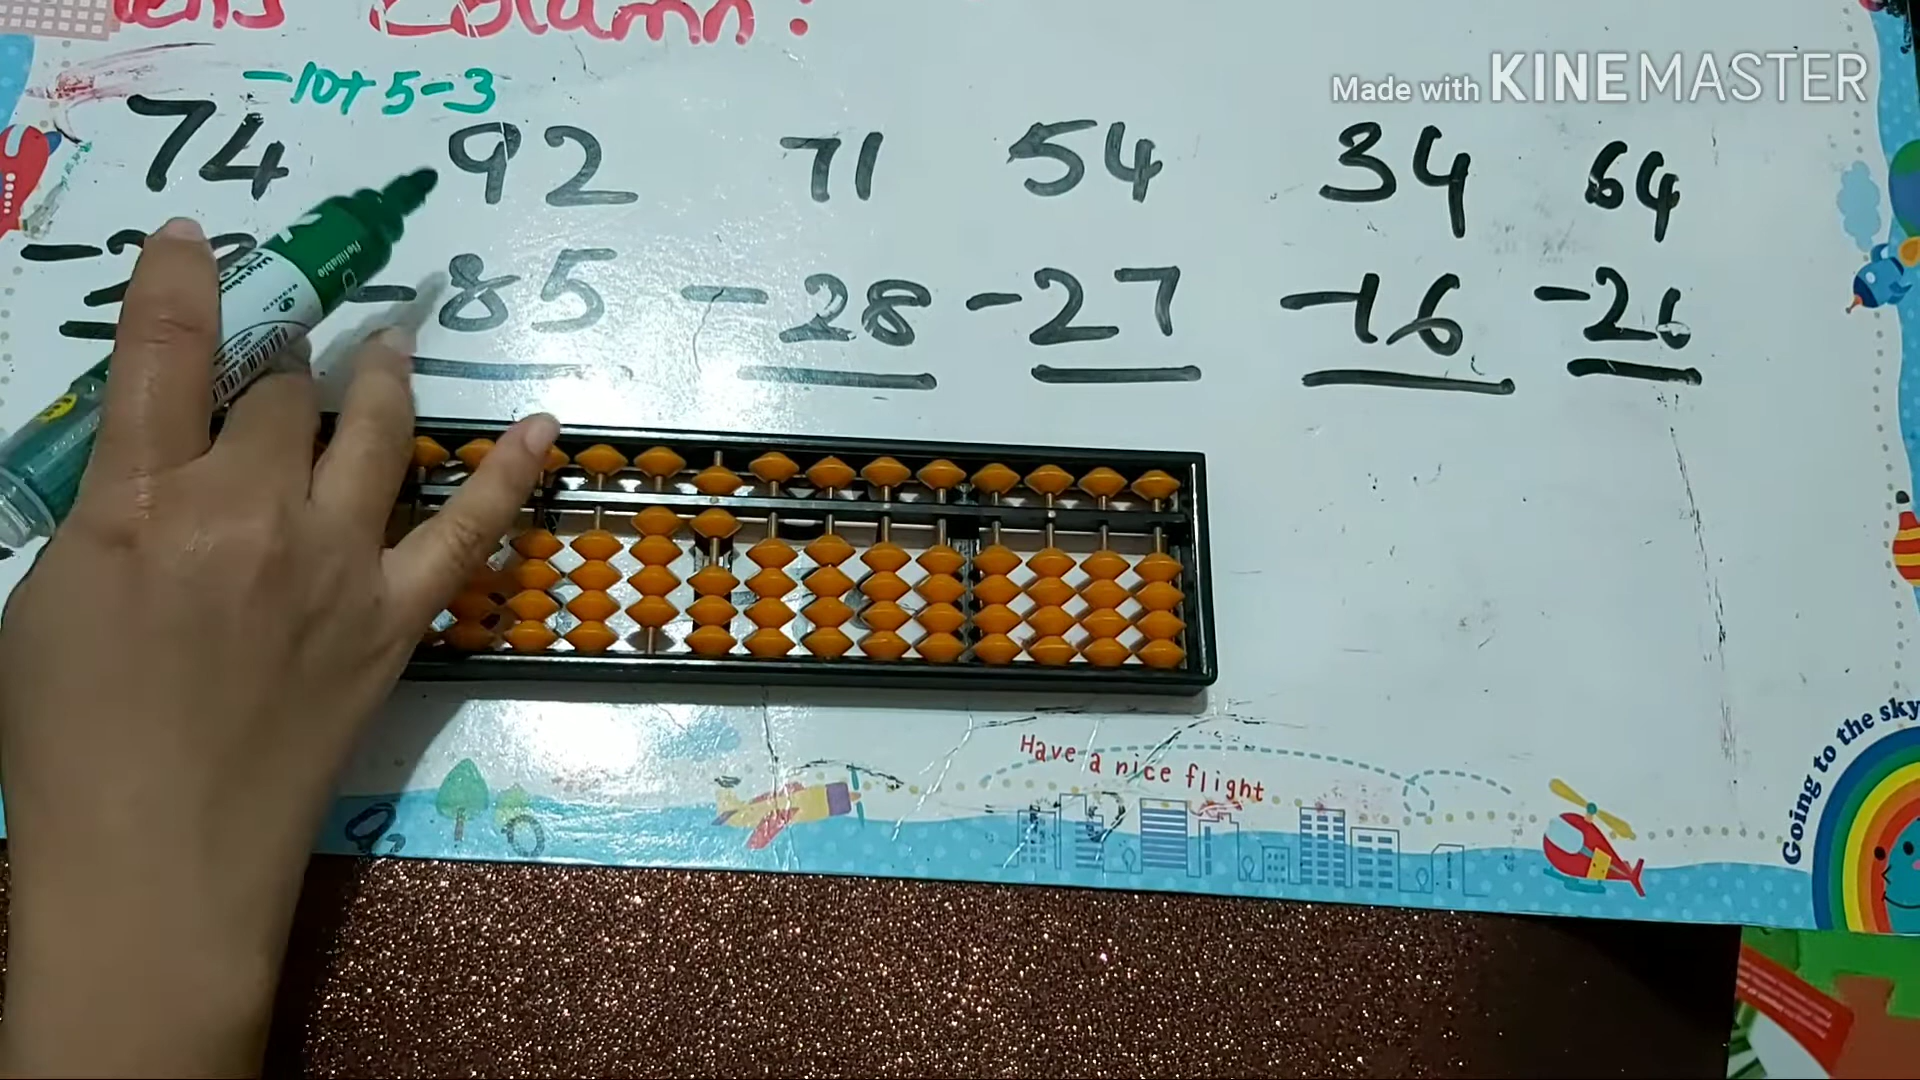 Column:
-10+5-3
Made with KINEMASTER
74 92 71 54 34 64
-85 -28 -27 -16 -26
Have a nice flight
Going to the sky